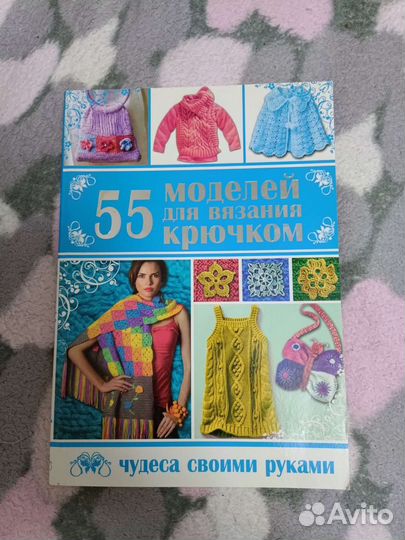 55 моделей
для вязания
крючком
чудеса своими руками
Avito